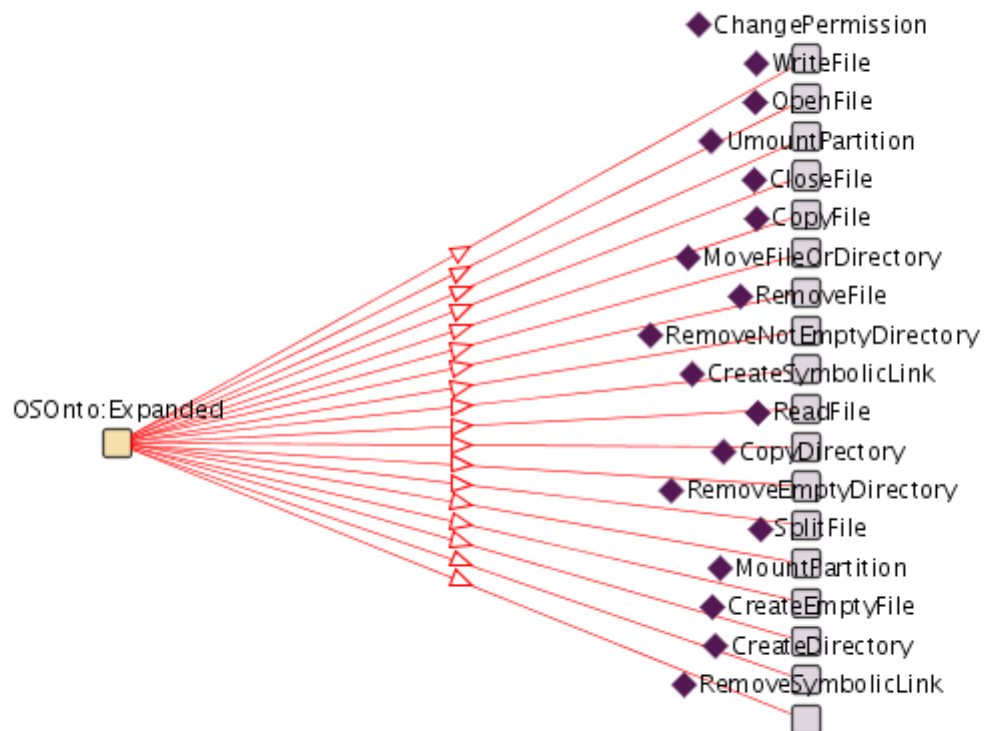 ChangePermission
WriteFile
OpenFile
UmountPartition
CloseFile
CopyFile
MoveFileOrDirectory
RemoveFile
RemoveNotEmptyDirectory
CreateSymbolicLink
OSOnto:Expanded
ReadFile
CopyDirectory
RemoveEmptyDirectory
SplitFile
MountPartition
CreateEmptyFile
CreateDirectory
RemoveSymbolicLink